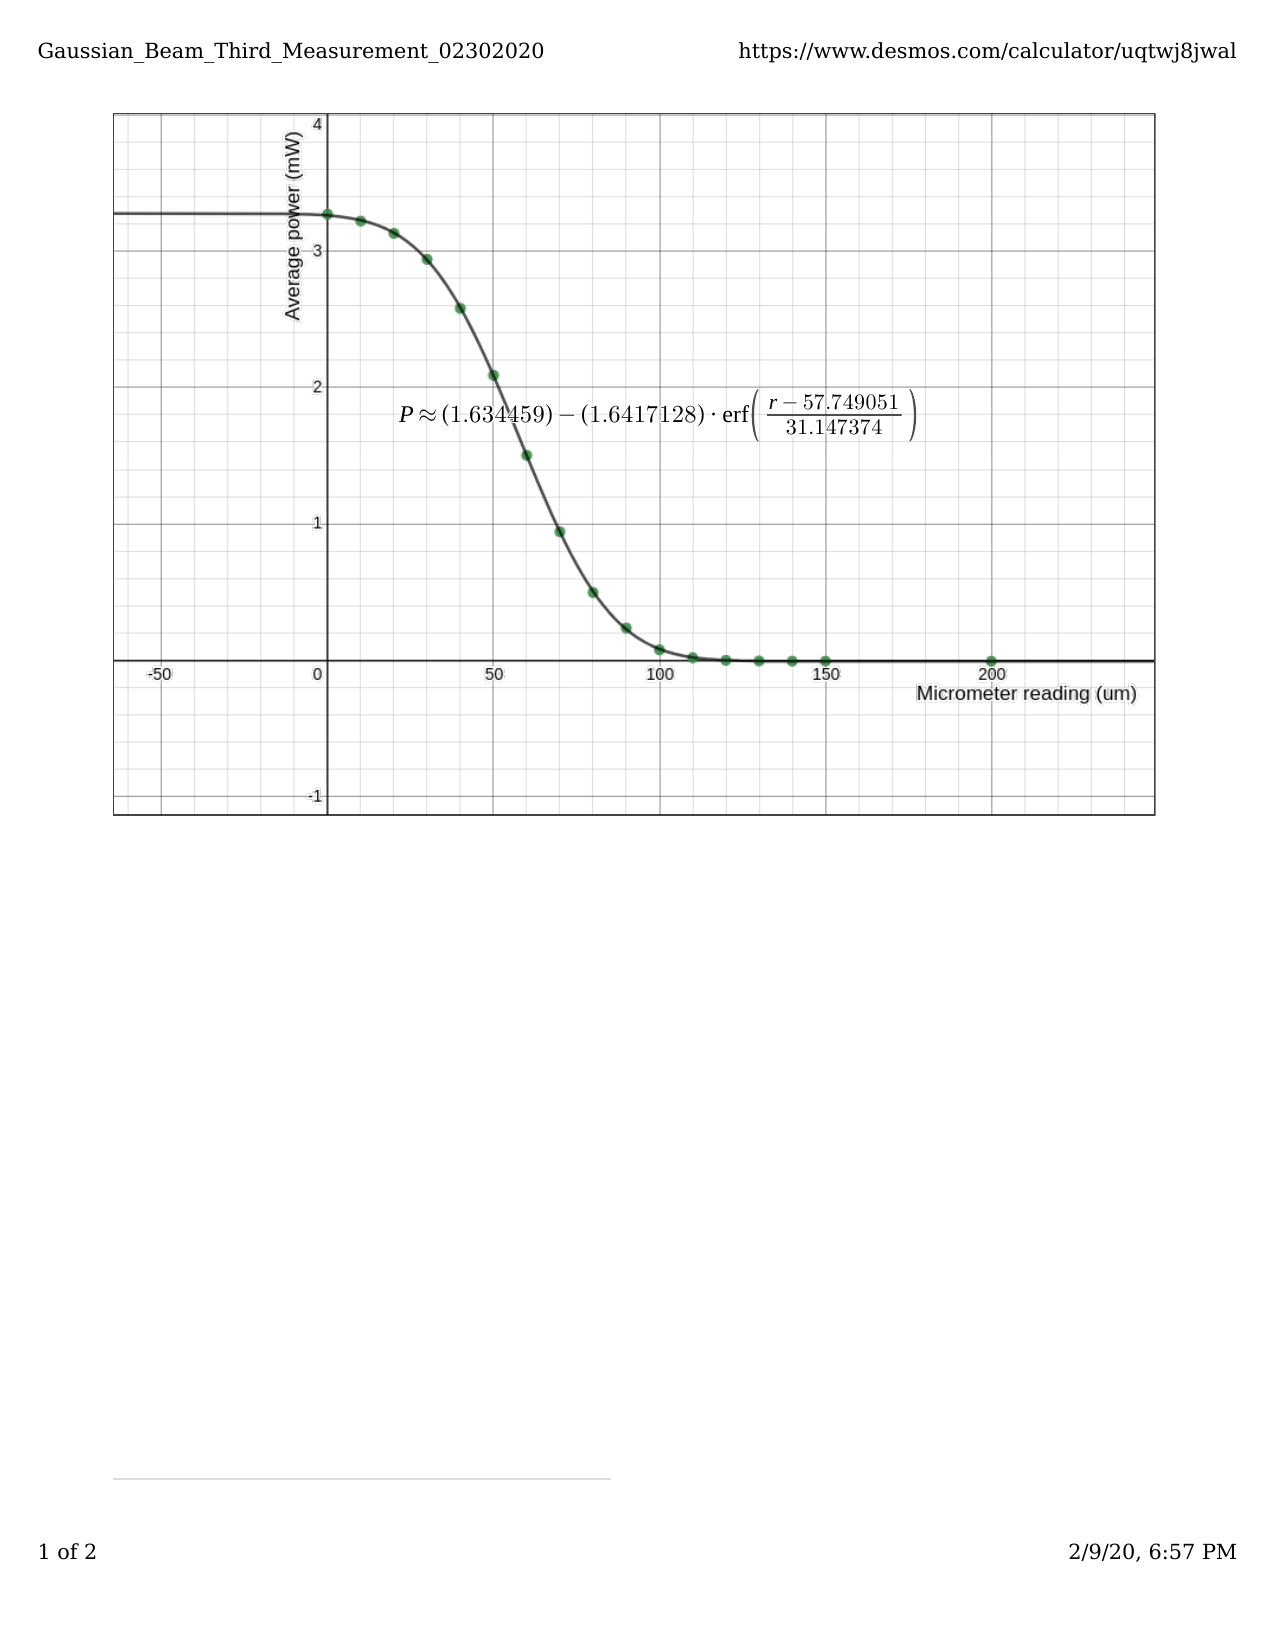 Gaussian_Beam_Third_Measurement_02302020
https://www.desmos.com/calculator/uqtwj8jwal
Average power (mW)
4
3
2
1
-1
P ≈ (1.634459) − (1.6417128) · erf( (r − 57.749051) / 31.147374 )
-50
0
50
100
150
200
Micrometer reading (um)
1 of 2
2/9/20, 6:57 PM